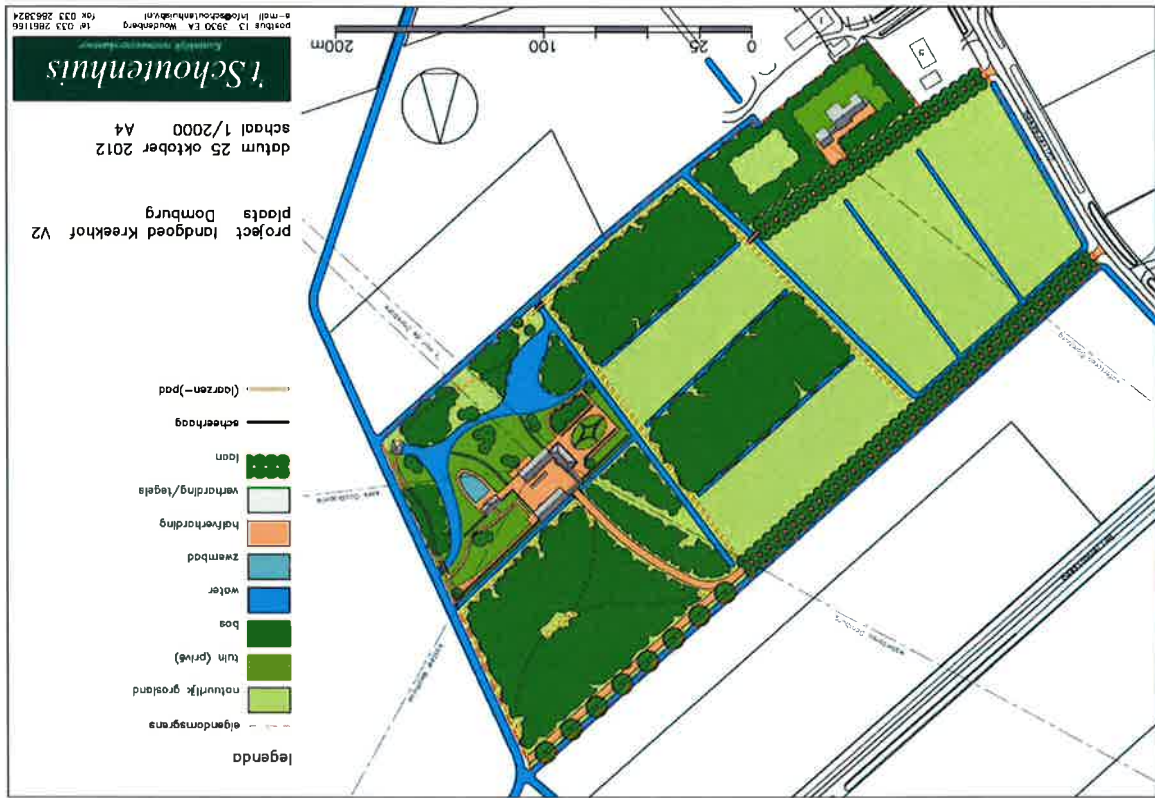 legenda
eigendomsgrens
natuurlijk grasland
tuin (privé)
bos
water
zwembad
halfverharding
verharding/tegels
laan
scheerhaag
(laarzen-)pad
project landgoed Kreekhof V2
plaats Domburg
datum 25 oktober 2012
schaal 1/2000 A4
't Schoutenhuis
postbus 13 3930 EA Woudenberg tel 033 2861156
e-mail info@schoutenhuisbv.nl fax 033 2863824
0 25 100 200m